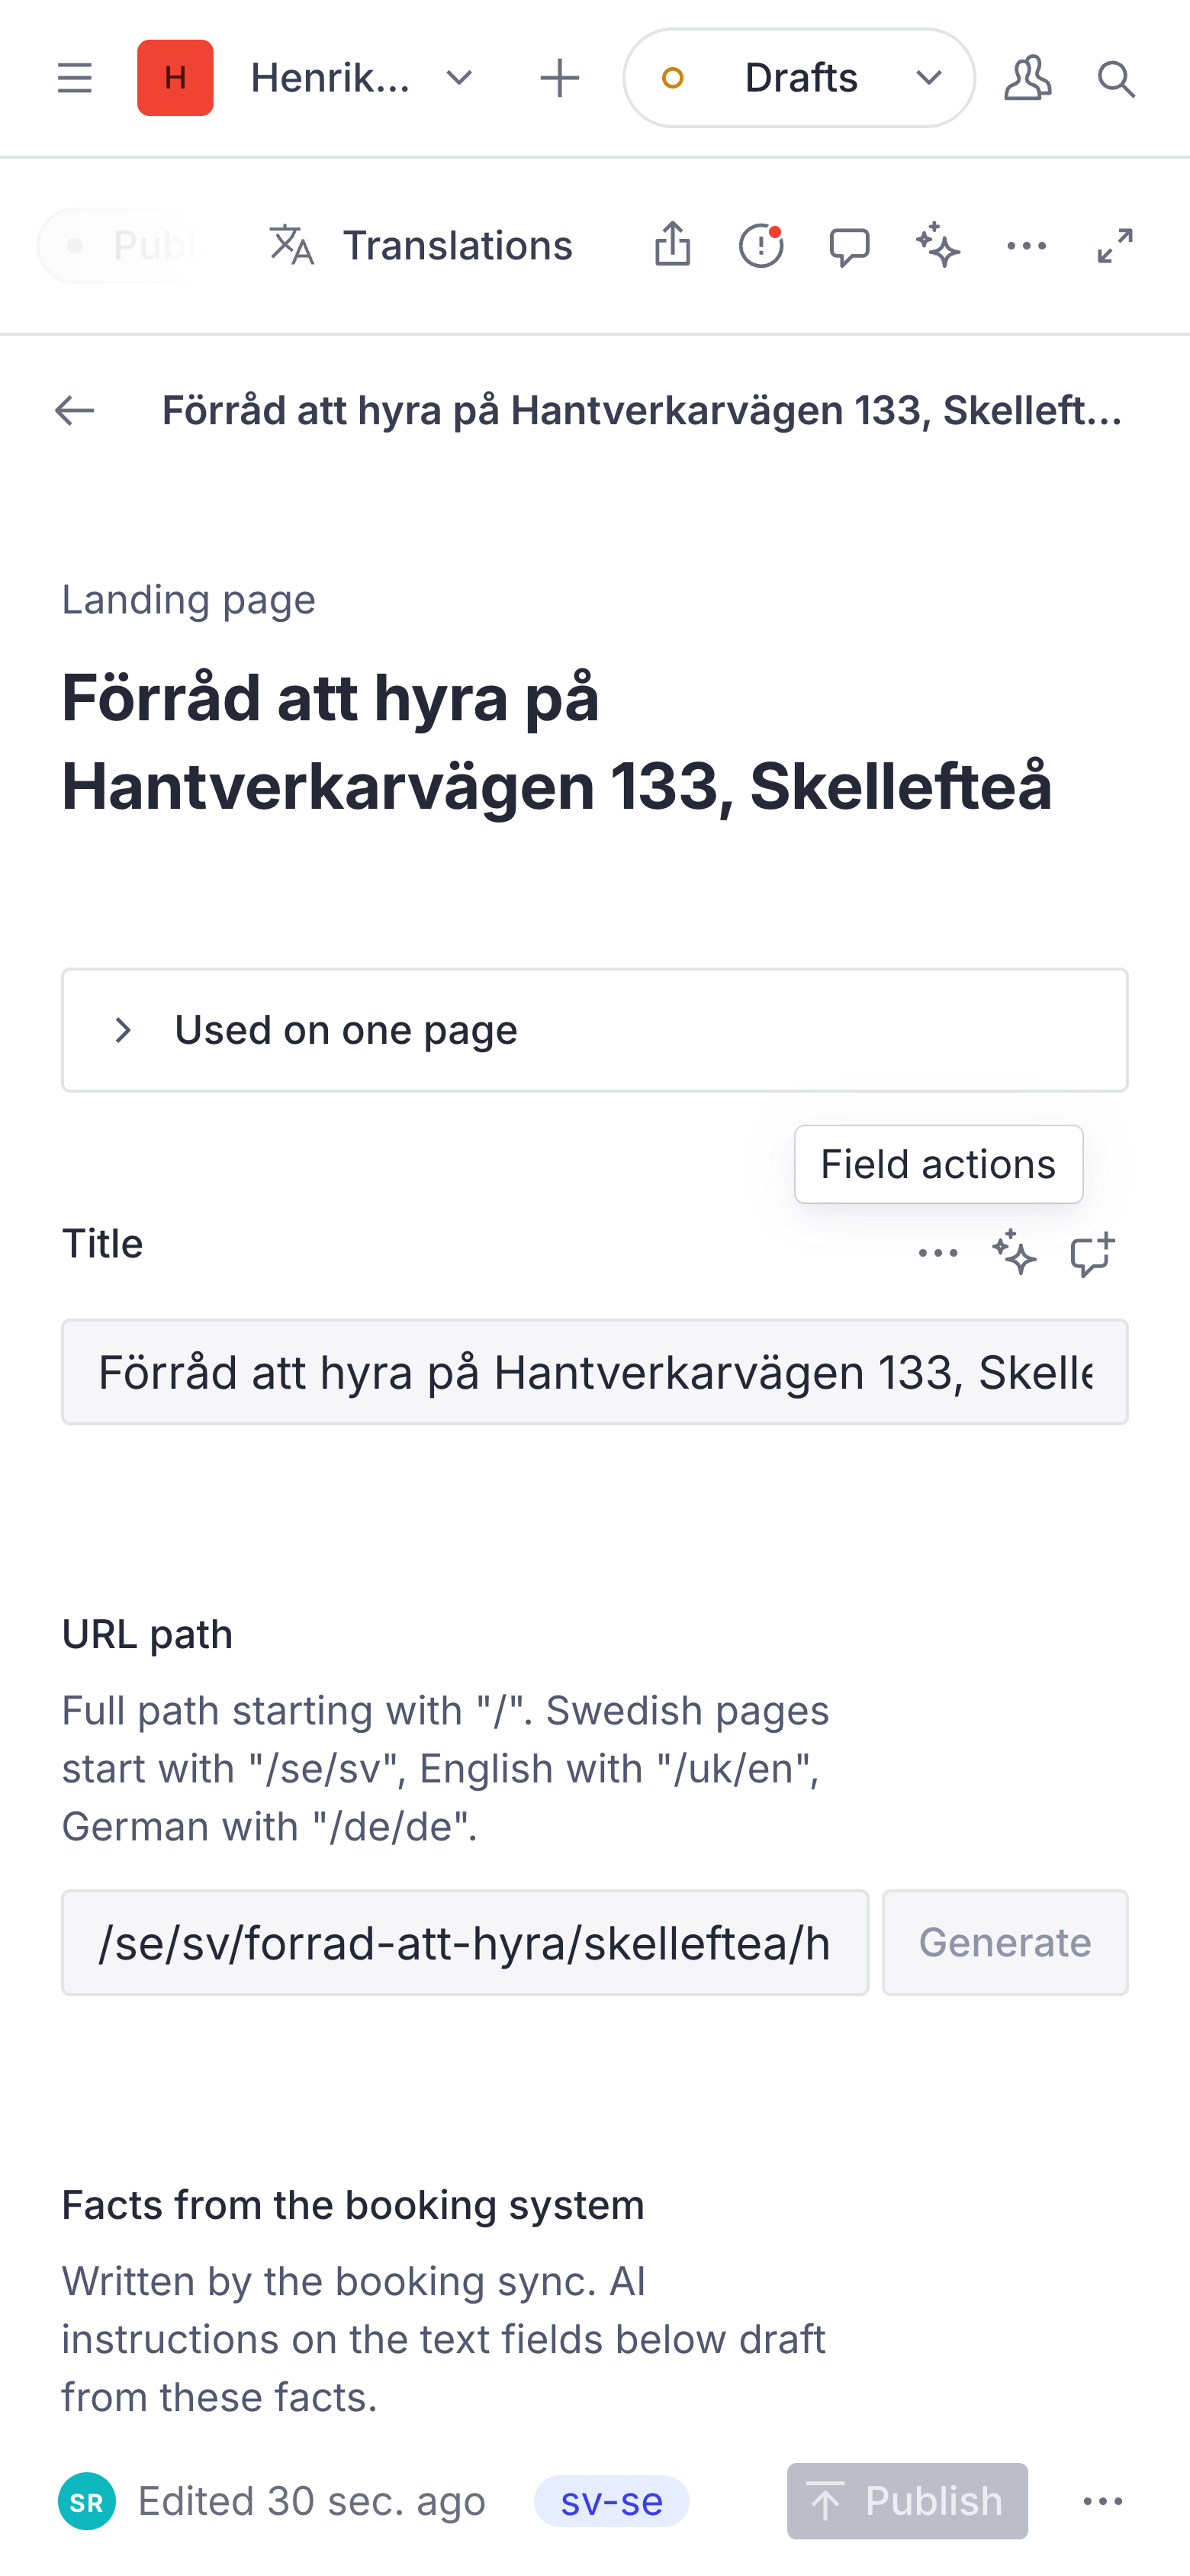 H Henrik... Drafts
Translations
Förråd att hyra på Hantverkarvägen 133, Skelleft...
Landing page
Förråd att hyra på
Hantverkarvägen 133, Skellefteå
Used on one page
Field actions
Title
Förråd att hyra på Hantverkarvägen 133, Skelle
URL path
Full path starting with "/". Swedish pages
start with "/se/sv", English with "/uk/en",
German with "/de/de".
/se/sv/forrad-att-hyra/skelleftea/h
Generate
Facts from the booking system
Written by the booking sync. AI
instructions on the text fields below draft
from these facts.
SR Edited 30 sec. ago sv-se Publish